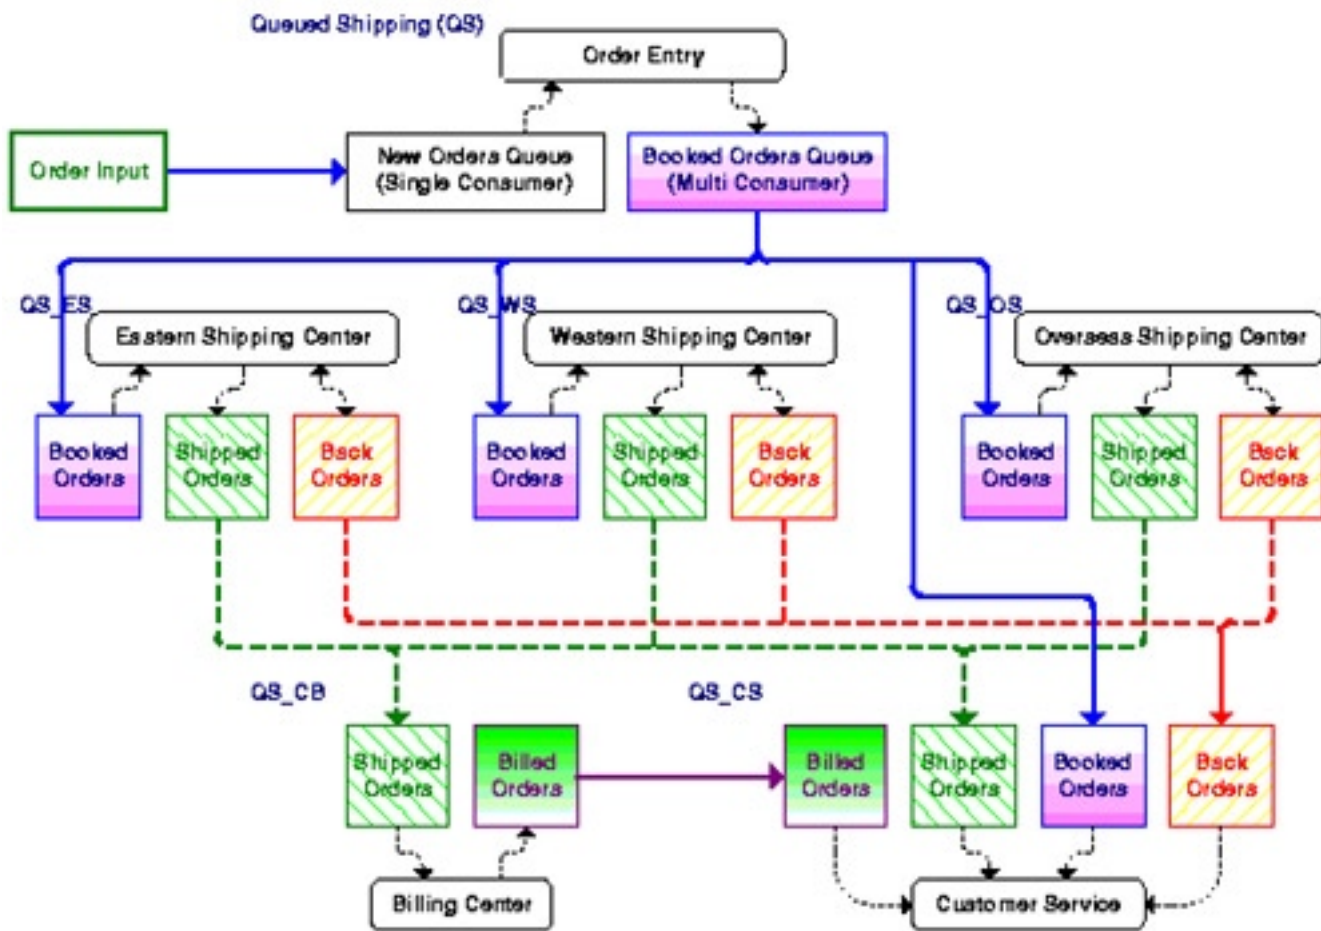 Queued Shipping (QS)
Order Entry
Order Input
New Orders Queue
(Single Consumer)
Booked Orders Queue
(Multi Consumer)
QS_ES
QS_WS
QS_OS
Eastern Shipping Center
Western Shipping Center
Oversess Shipping Center
Booked
Orders
Shipped
Orders
Back
Orders
Booked
Orders
Shipped
Orders
Back
Orders
Booked
Orders
Shipped
Orders
Back
Orders
QS_CB
QS_CS
Shipped
Orders
Billed
Orders
Billed
Orders
Shipped
Orders
Booked
Orders
Back
Orders
Billing Center
Customer Service